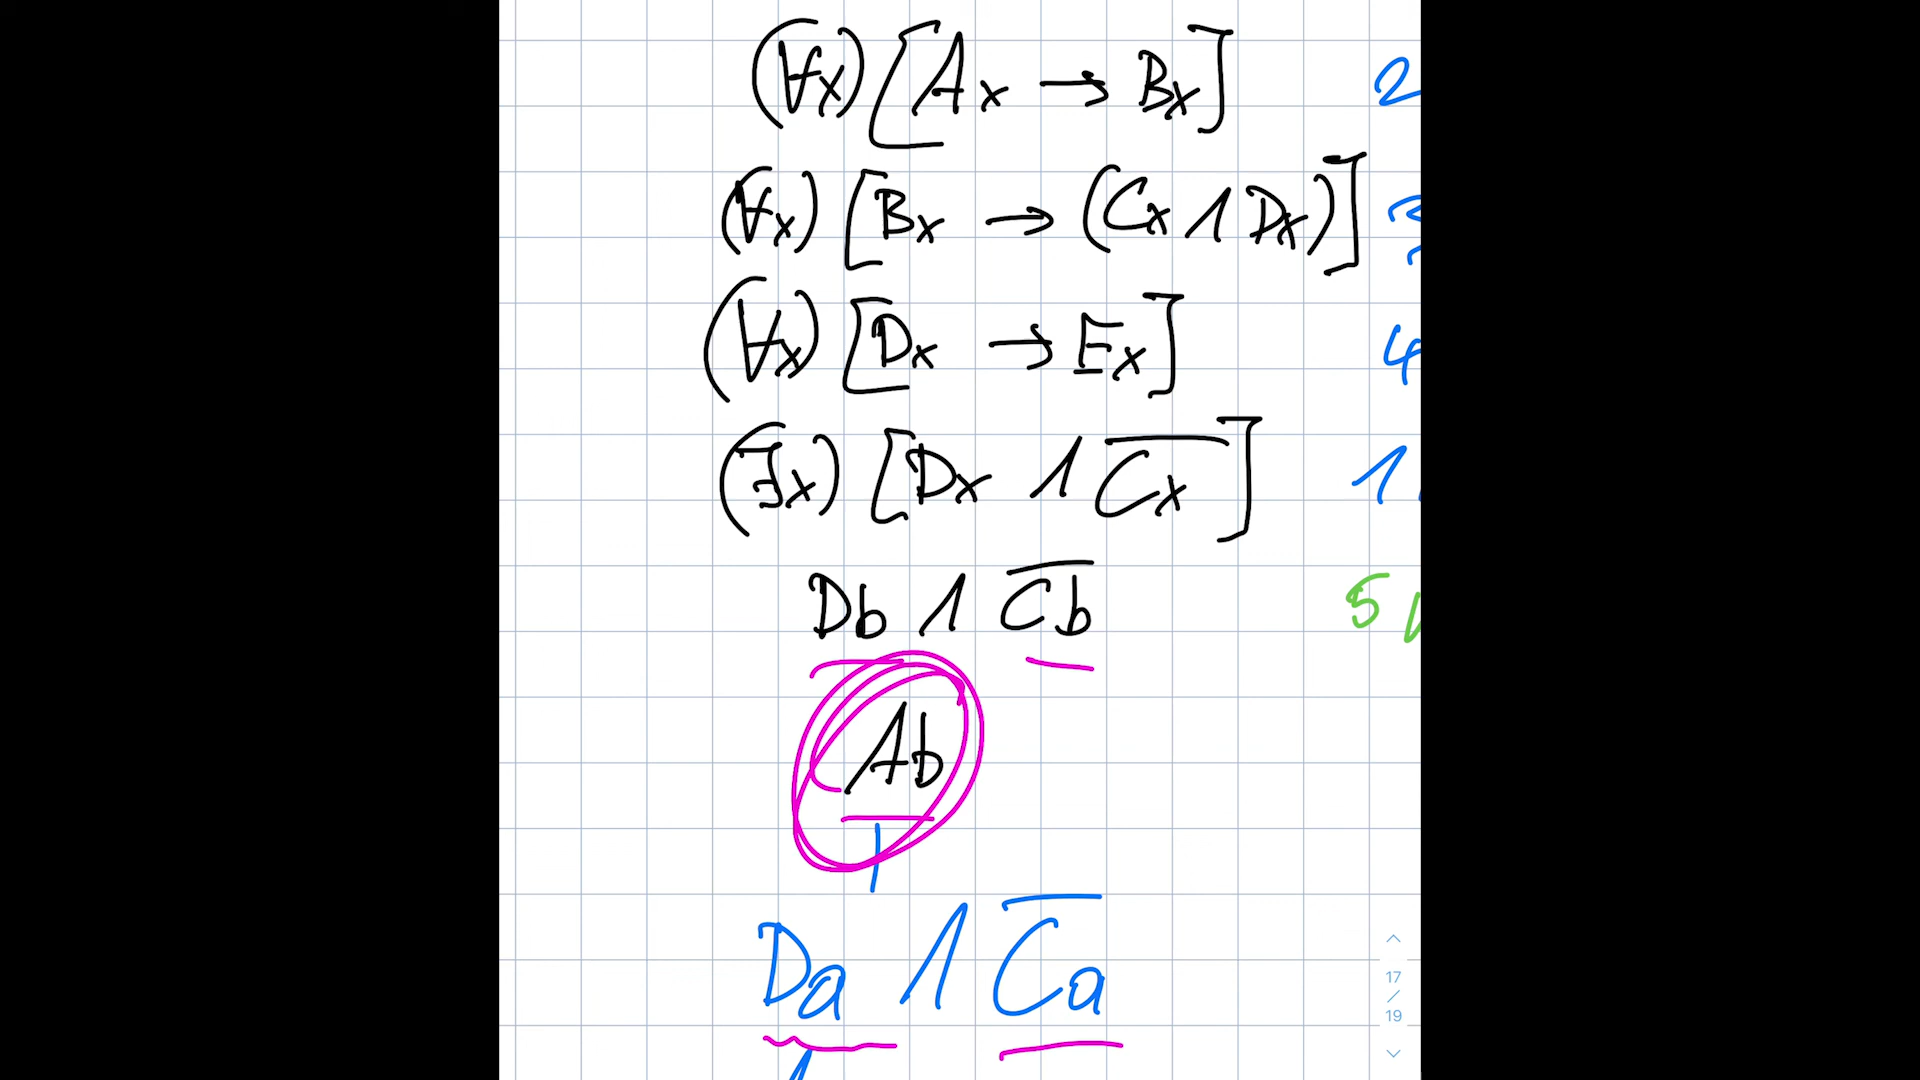 (∀x) [Ax → Bx] 2
(∀x) [Bx → (Cx ∧ Dx)]
(∀x) [Dx → Ex] 4
(∃x) [Dx ∧ C̅x̅] 1
Db ∧ C̅b̅ 5
Ab
Da ∧ C̅a̅
17
/
19